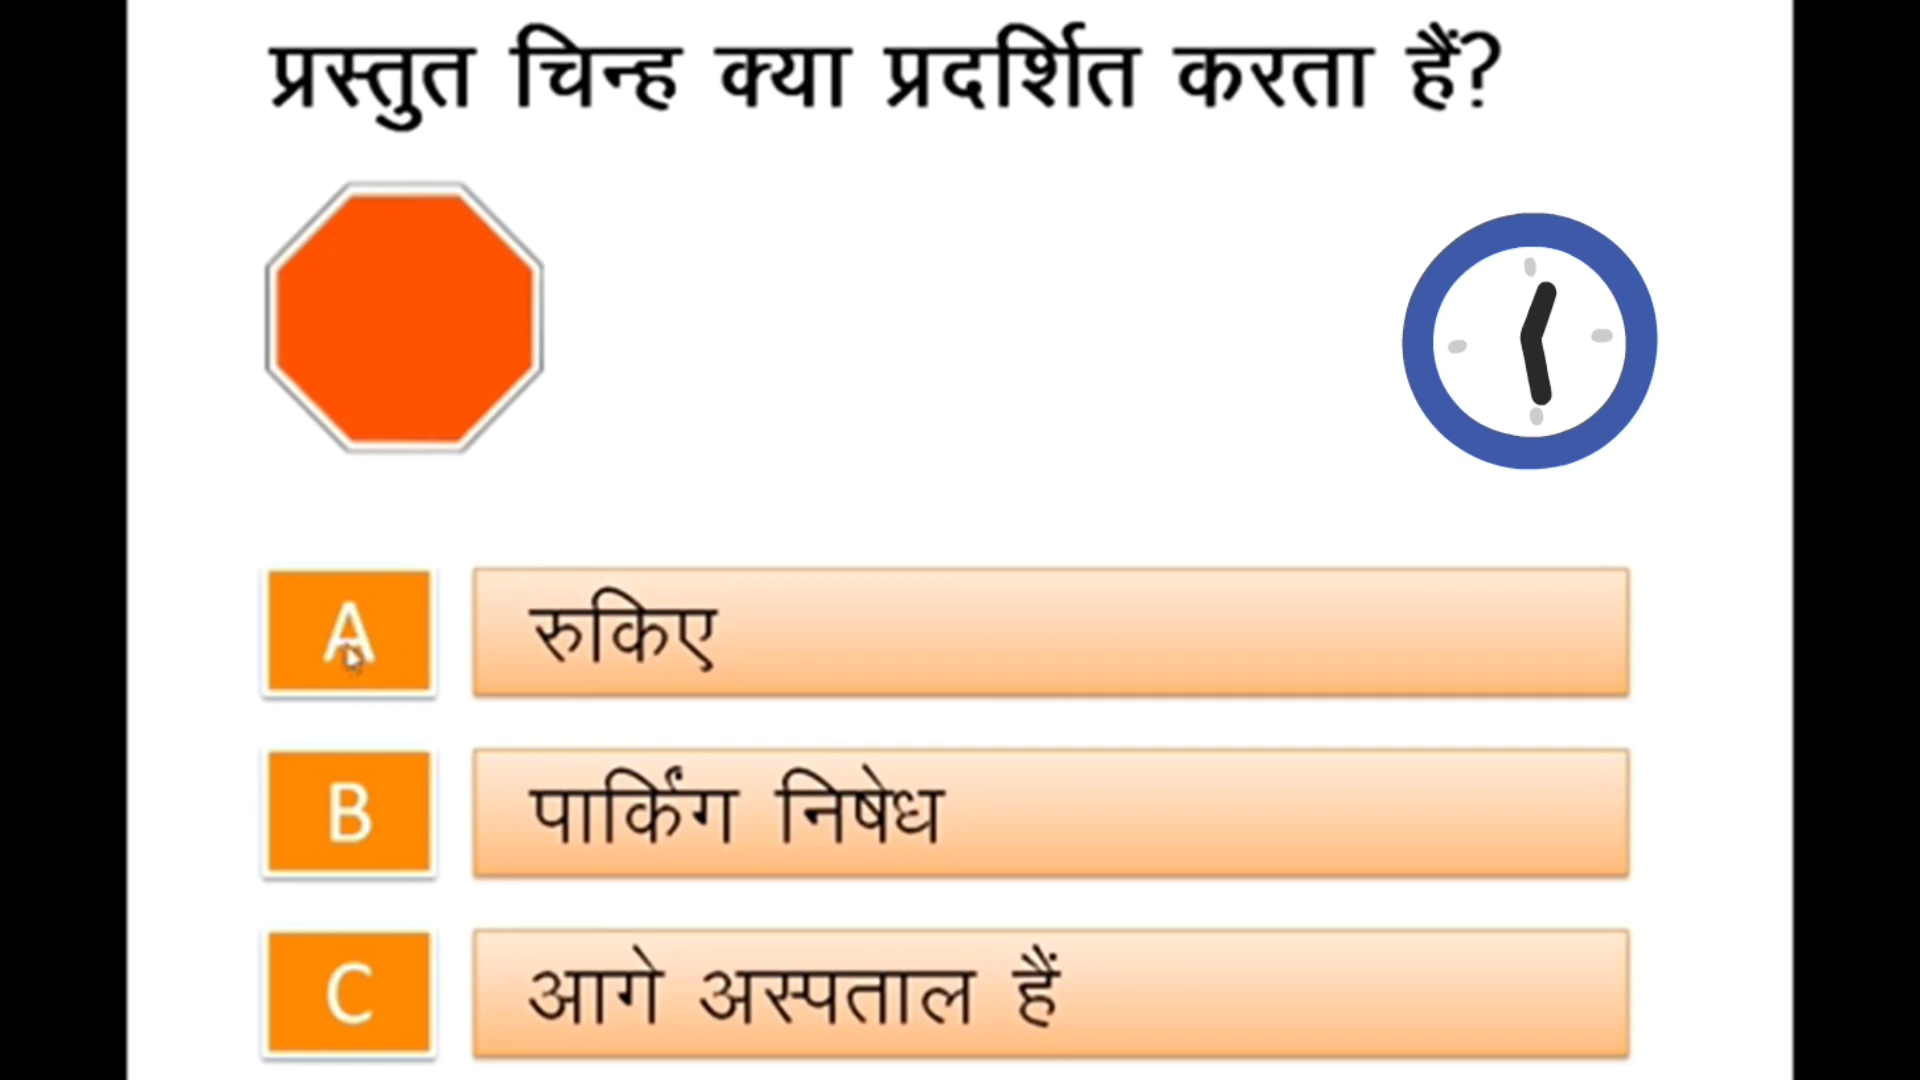 प्रस्तुत चिन्ह क्या प्रदर्शित करता हैं?
A रुकिए
B पार्किंग निषेध
C आगे अस्पताल हैं